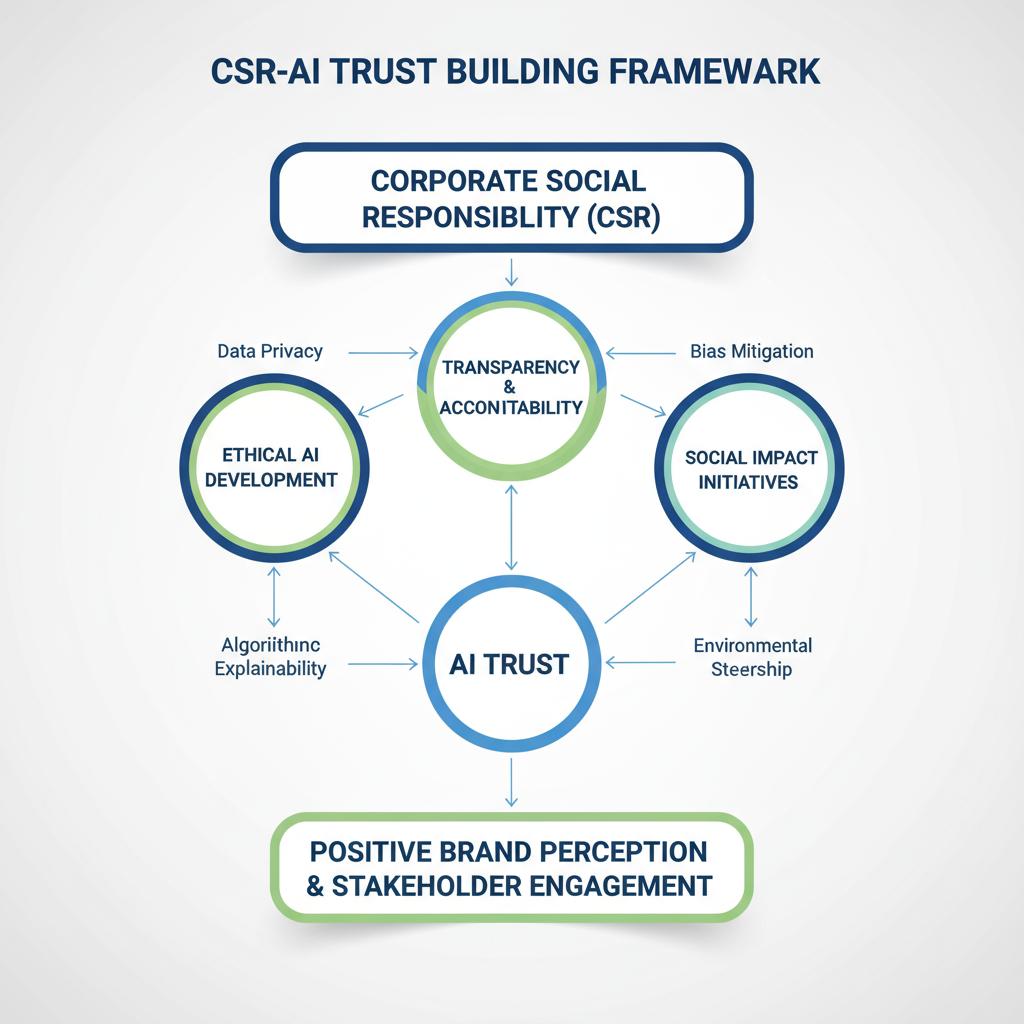 CSR-AI TRUST BUILDING FRAMEWARK
CORPORATE SOCIAL
RESPONSIBLITY (CSR)
Data Privacy
Bias Mitigation
TRANSPARENCY
&
ACCONITABILITY
ETHICAL AI
DEVELOPMENT
SOCIAL IMPACT
INITIATIVES
Algoriithinc
Explainability
AI TRUST
Environmental
Steership
POSITIVE BRAND PERCEPTION
& STAKEHOLDER ENGAGEMENT